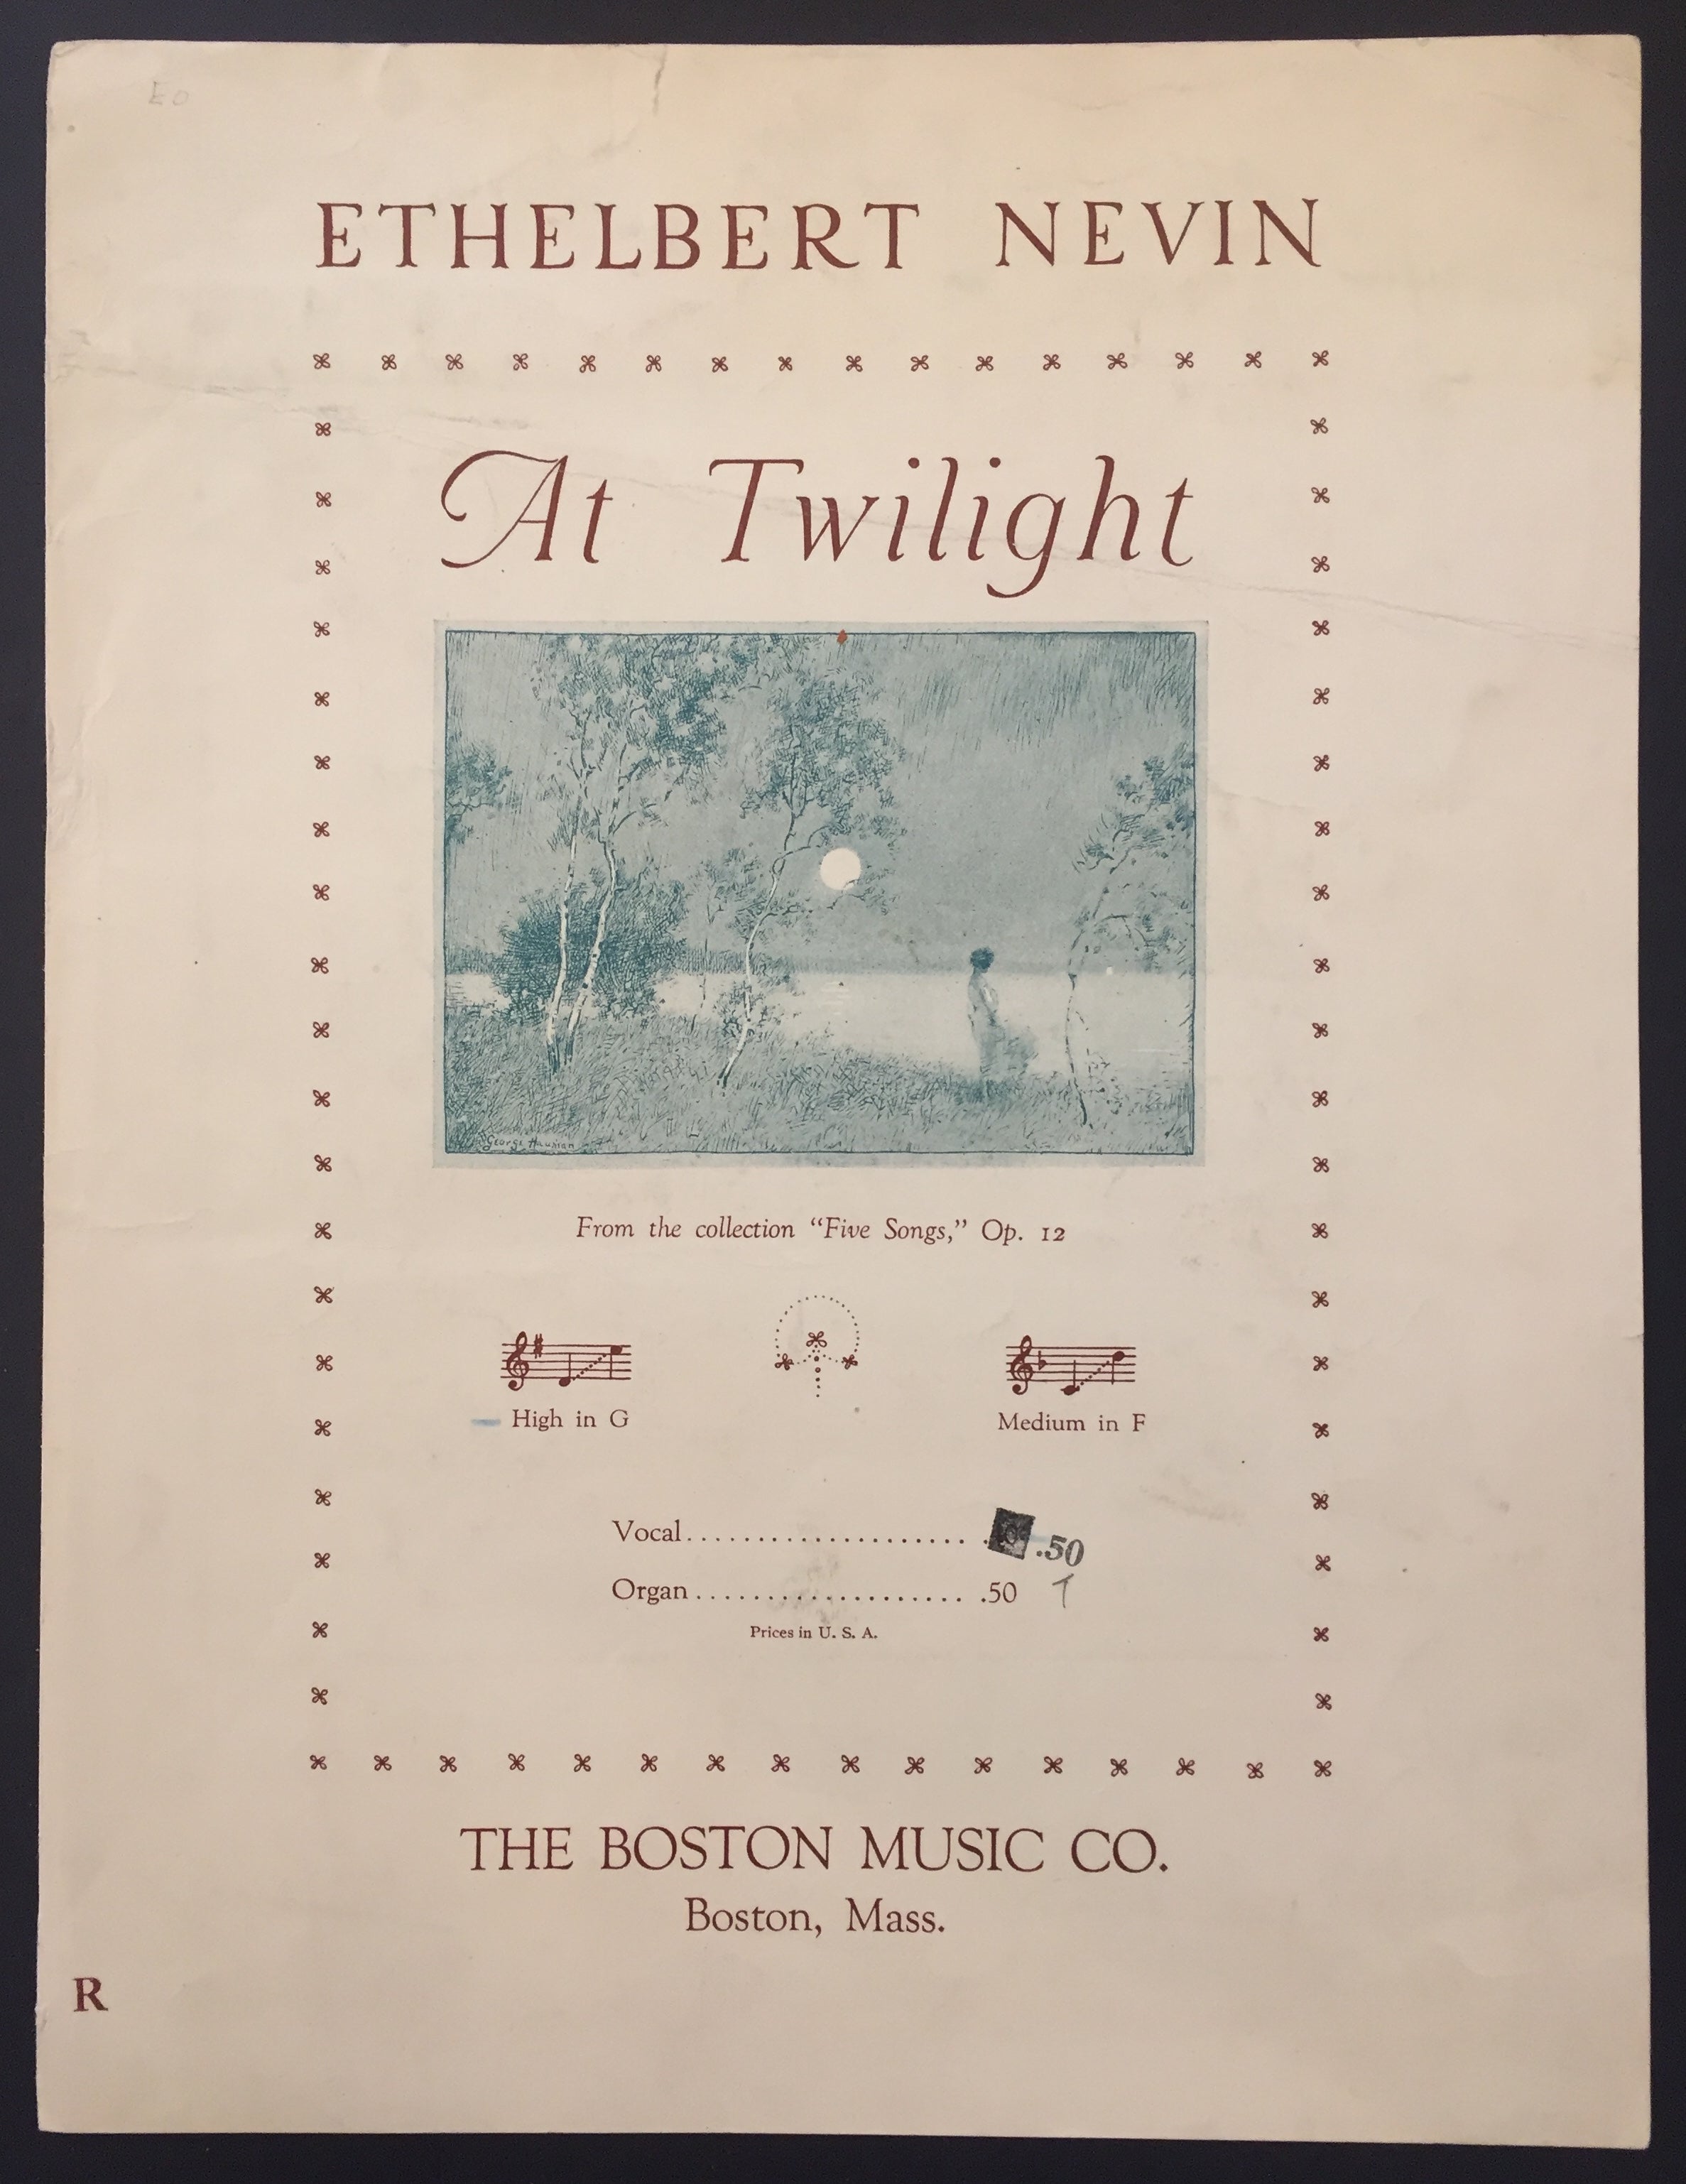 ETHELBERT NEVIN
At Twilight
From the collection "Five Songs," Op. 12
High in G
Medium in F
Vocal..................... .50
Organ................... .50
Prices in U. S. A.
THE BOSTON MUSIC CO.
Boston, Mass.
R